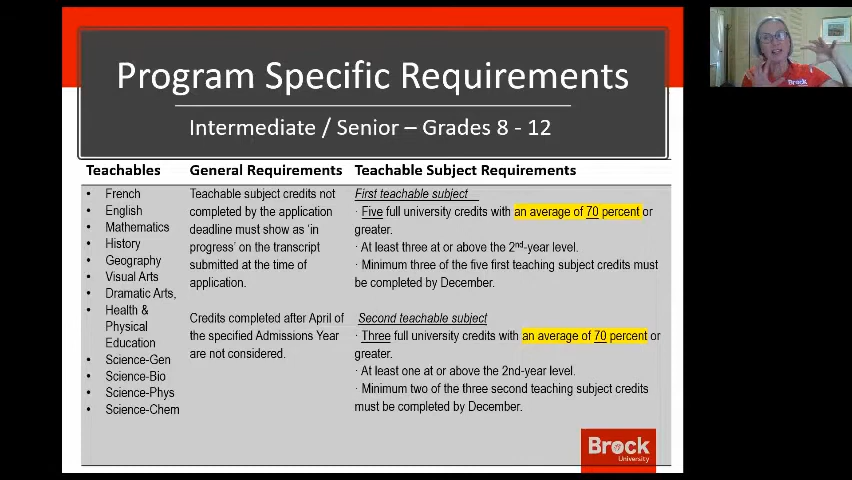 Program Specific Requirements
Intermediate / Senior – Grades 8 - 12
Teachables
General Requirements
Teachable Subject Requirements
• French
• English
• Mathematics
• History
• Geography
• Visual Arts
• Dramatic Arts,
• Health &
Physical
Education
• Science-Gen
• Science-Bio
• Science-Phys
• Science-Chem
Teachable subject credits not
completed by the application
deadline must show as ‘in
progress’ on the transcript
submitted at the time of
application.
Credits completed after April of
the specified Admissions Year
are not considered.
First teachable subject
· Five full university credits with an average of 70 percent or
greater.
· At least three at or above the 2nd-year level.
· Minimum three of the five first teaching subject credits must
be completed by December.
Second teachable subject
· Three full university credits with an average of 70 percent or
greater.
· At least one at or above the 2nd-year level.
· Minimum two of the three second teaching subject credits
must be completed by December.
Brock
University
Brock